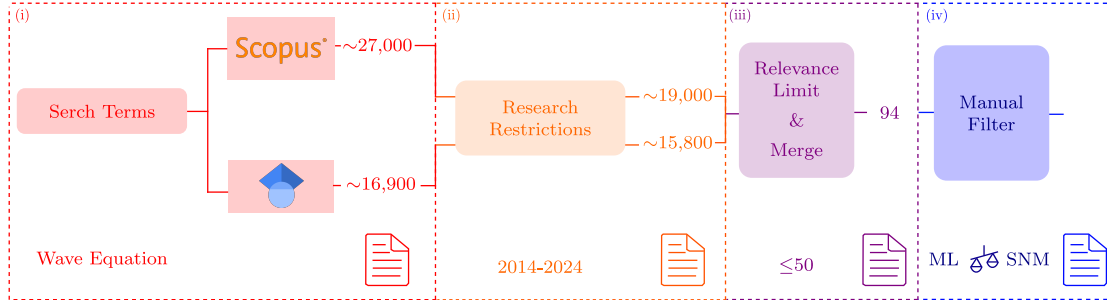 (i)
Serch Terms
Scopus
~27,000
~16,900
Wave Equation
(ii)
Research
Restrictions
~19,000
~15,800
2014-2024
(iii)
Relevance
Limit
&
Merge
94
≤50
(iv)
Manual
Filter
ML SNM